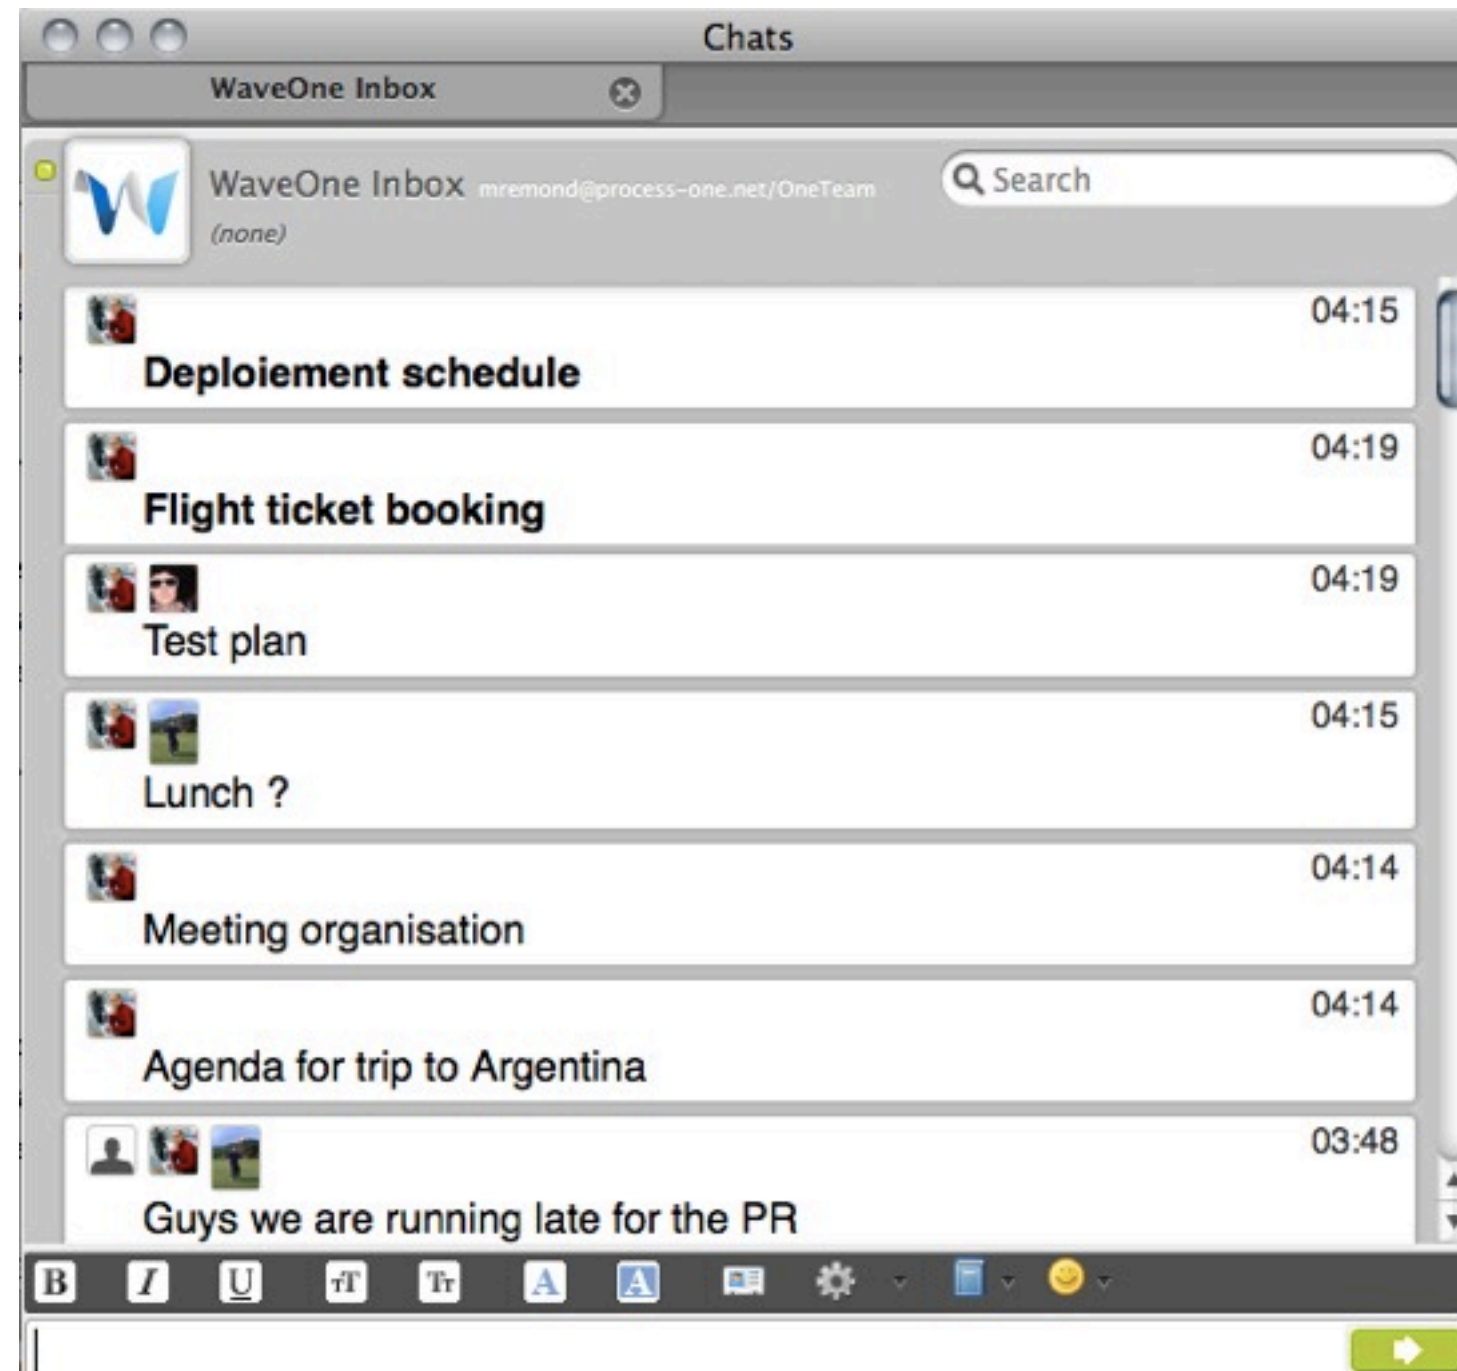 Chats
WaveOne Inbox
WaveOne Inbox mremond@process-one.net/OneTeam
Search
(none)
04:15
Deploiement schedule
04:19
Flight ticket booking
04:19
Test plan
04:15
Lunch ?
04:14
Meeting organisation
04:14
Agenda for trip to Argentina
03:48
Guys we are running late for the PR
B I U TT TT A A